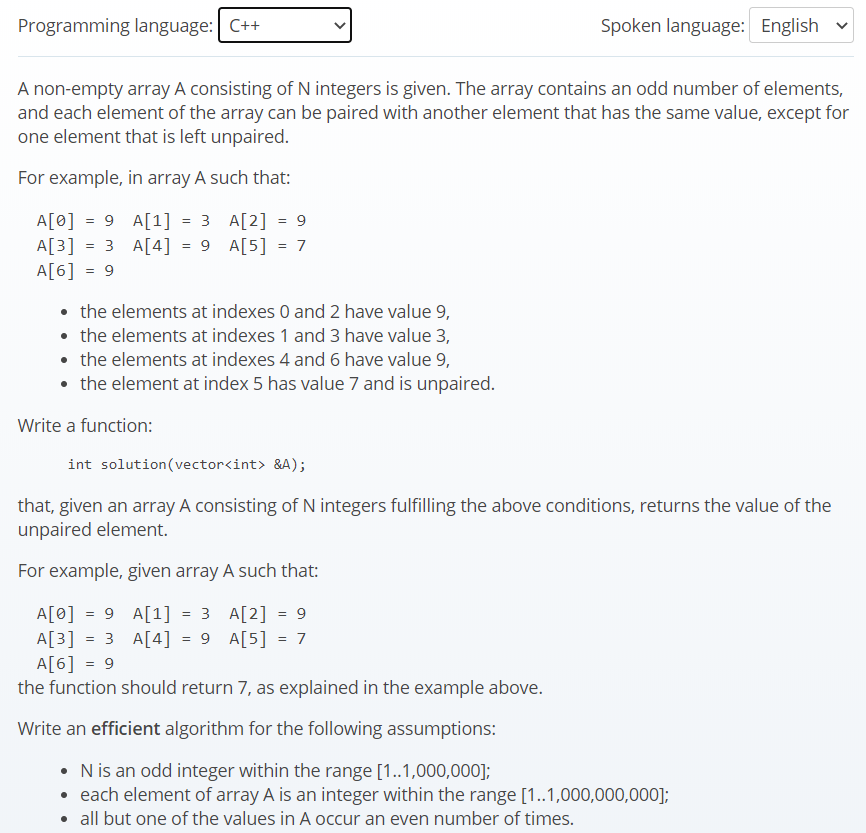 Programming language: C++ Spoken language: English
A non-empty array A consisting of N integers is given. The array contains an odd number of elements,
and each element of the array can be paired with another element that has the same value, except for
one element that is left unpaired.
For example, in array A such that:
A[0] = 9 A[1] = 3 A[2] = 9
A[3] = 3 A[4] = 9 A[5] = 7
A[6] = 9
• the elements at indexes 0 and 2 have value 9,
• the elements at indexes 1 and 3 have value 3,
• the elements at indexes 4 and 6 have value 9,
• the element at index 5 has value 7 and is unpaired.
Write a function:
int solution(vector<int> &A);
that, given an array A consisting of N integers fulfilling the above conditions, returns the value of the
unpaired element.
For example, given array A such that:
A[0] = 9 A[1] = 3 A[2] = 9
A[3] = 3 A[4] = 9 A[5] = 7
A[6] = 9
the function should return 7, as explained in the example above.
Write an efficient algorithm for the following assumptions:
• N is an odd integer within the range [1..1,000,000];
• each element of array A is an integer within the range [1..1,000,000,000];
• all but one of the values in A occur an even number of times.